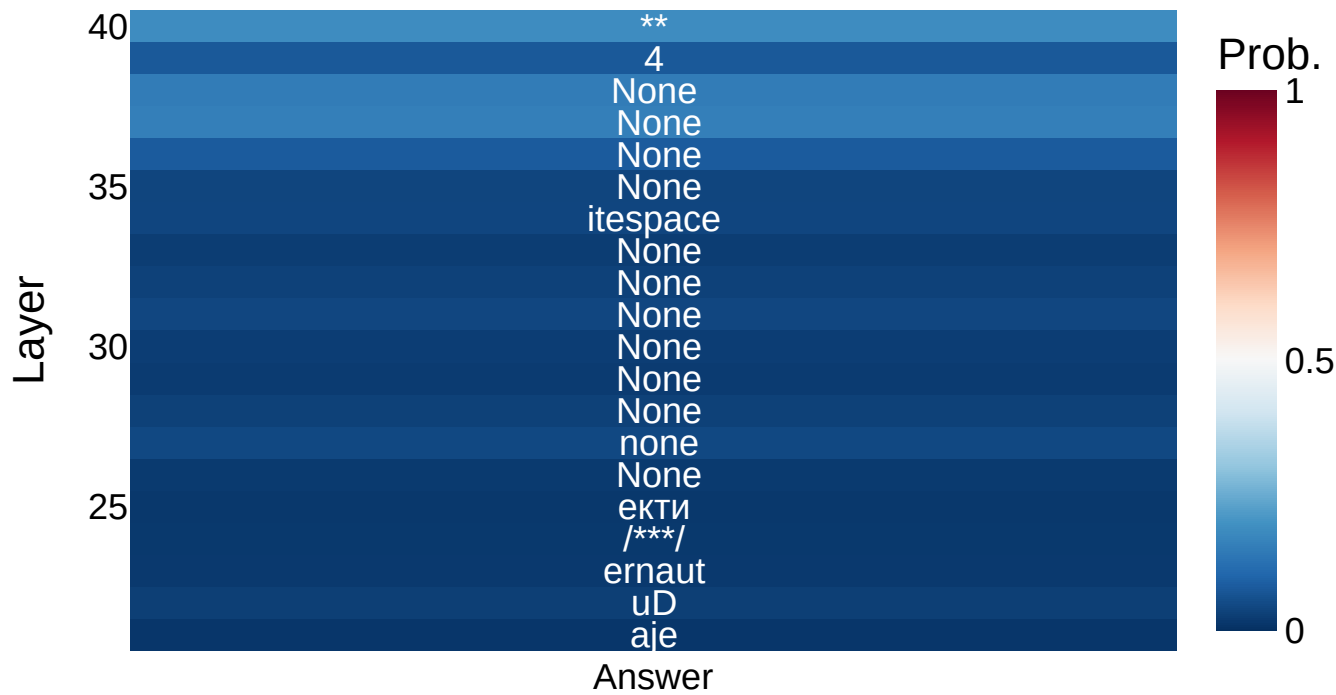 Layer
40
35
30
25
**
4
None
None
None
None
itespace
None
None
None
None
None
None
none
None
екти
/***/
ernaut
uD
aje
Answer
Prob.
1
0.5
0